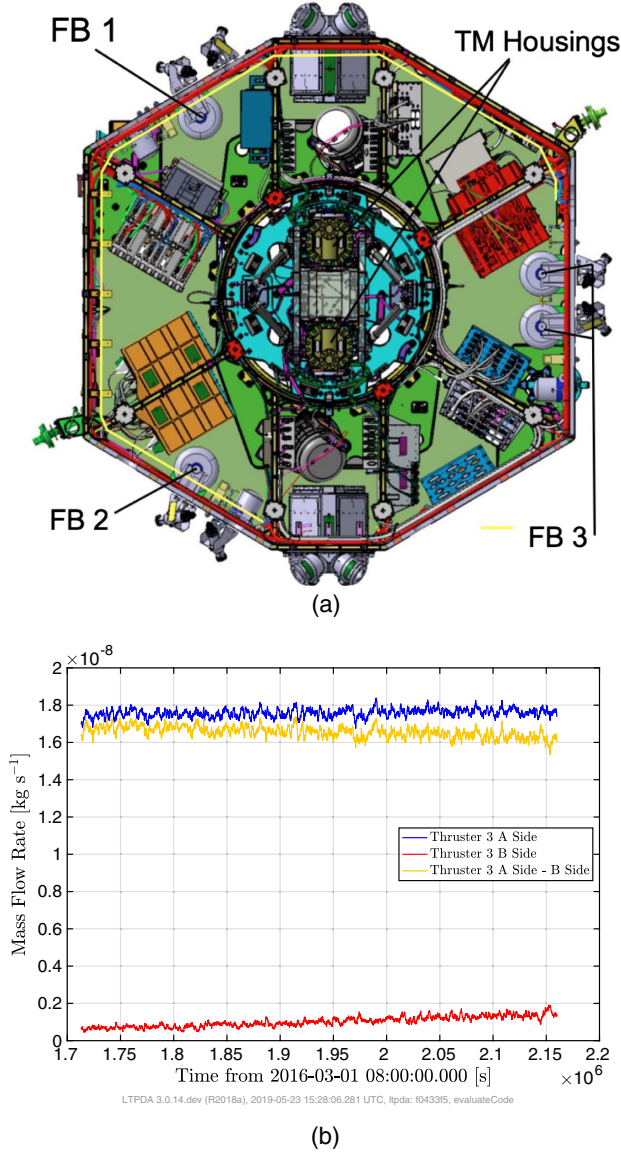 FB 1
TM Housings
FB 2
FB 3
(a)
×10⁻⁸
2
1.8
1.6
1.4
1.2
1
0.8
0.6
0.4
0.2
0
Mass Flow Rate [kg s⁻¹]
Thruster 3 A Side
Thruster 3 B Side
Thruster 3 A Side - B Side
1.7 1.75 1.8 1.85 1.9 1.95 2 2.05 2.1 2.15 2.2
Time from 2016-03-01 08:00:00.000 [s]
×10⁶
LTPDA 3.0.14.dev (R2018a), 2019-05-23 15:28:06.281 UTC, ltpda: f0433f5, evaluateCode
(b)